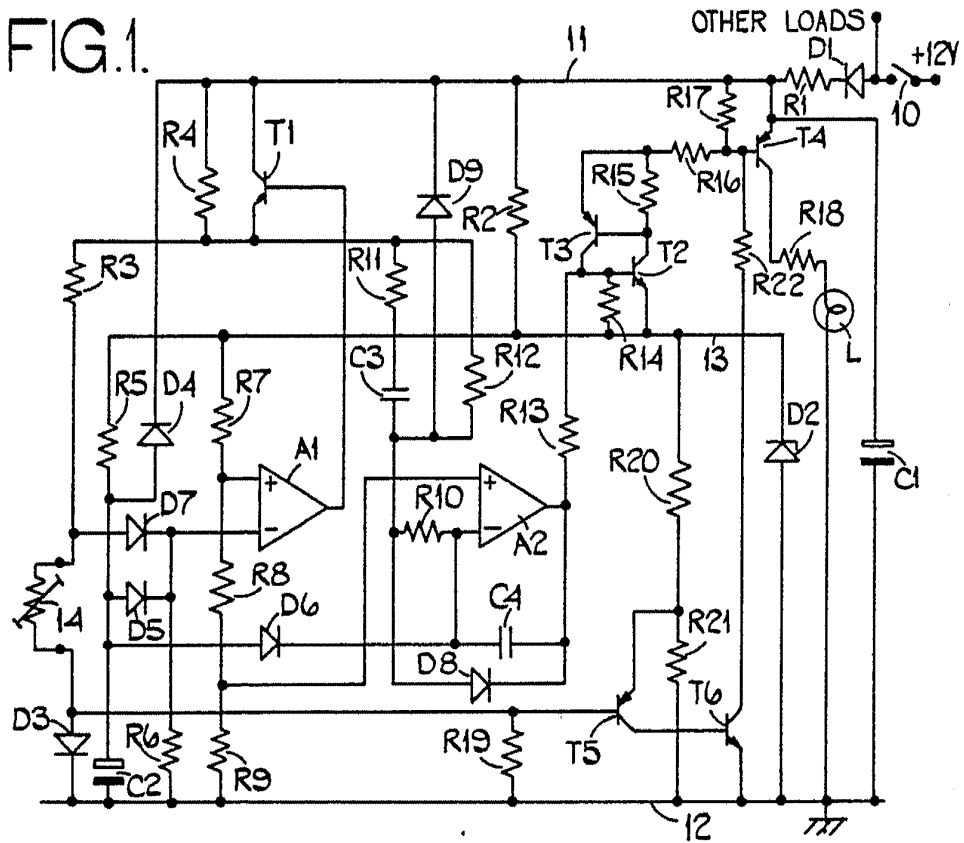 FIG.1.
OTHER LOADS
11
D1
+12V
R17
R1
10
R4
T1
T4
D9
R15
R16
R2
R18
T3
T2
R3
R11
R22
R14
13
L
C3
R12
R5
D4
R7
R13
D2
A1
R20
C1
+
+
D7
R10
-
-
A2
R8
14
D5
D6
C4
R21
D8
D3
T6
R6
R19
T5
C2
R9
12